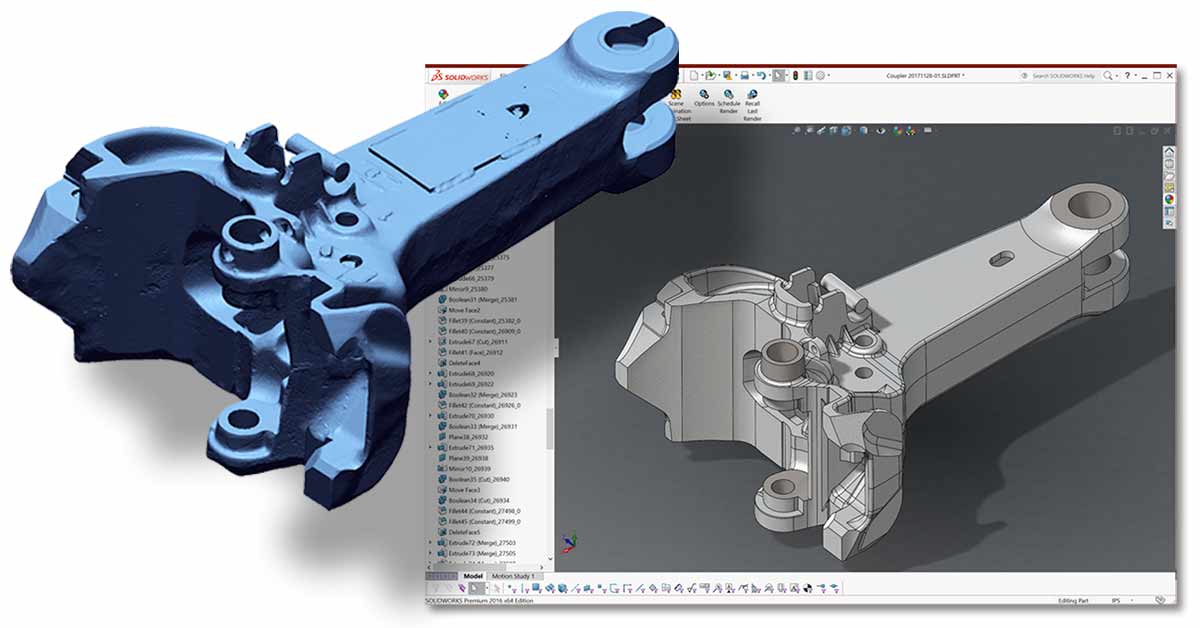 SOLIDWORKS
Coupler 20171128-01.SLDPRT *
Search SOLIDWORKS Help
Scene
Options
Schedule
Render
Recall
Last
Render
Sheet
Mirror9_25380
Boolean31 (Merge)_25381
Move Face2
Fillet39 (Constant)_25382_0
Fillet40 (Constant)_26909_0
Extrude67 (Cut)_26911
Fillet41 (Face)_26912
DeleteFace4
Extrude68_26920
Extrude69_26922
Boolean32 (Merge)_26923
Fillet42 (Constant)_26926_0
Extrude70_26930
Boolean33 (Merge)_26931
Plane38_26932
Extrude71_26935
Plane39_26938
Mirror10_26939
Boolean35 (Cut)_26940
Move Face3
Boolean34 (Cut)_26934
Fillet44 (Constant)_27498_0
Fillet45 (Constant)_27499_0
DeleteFace5
Extrude72 (Merge)_27503
Extrude73 (Merge)_27505
Model
Motion Study 1
SOLIDWORKS Premium 2016 x64 Edition
Editing Part
IPS